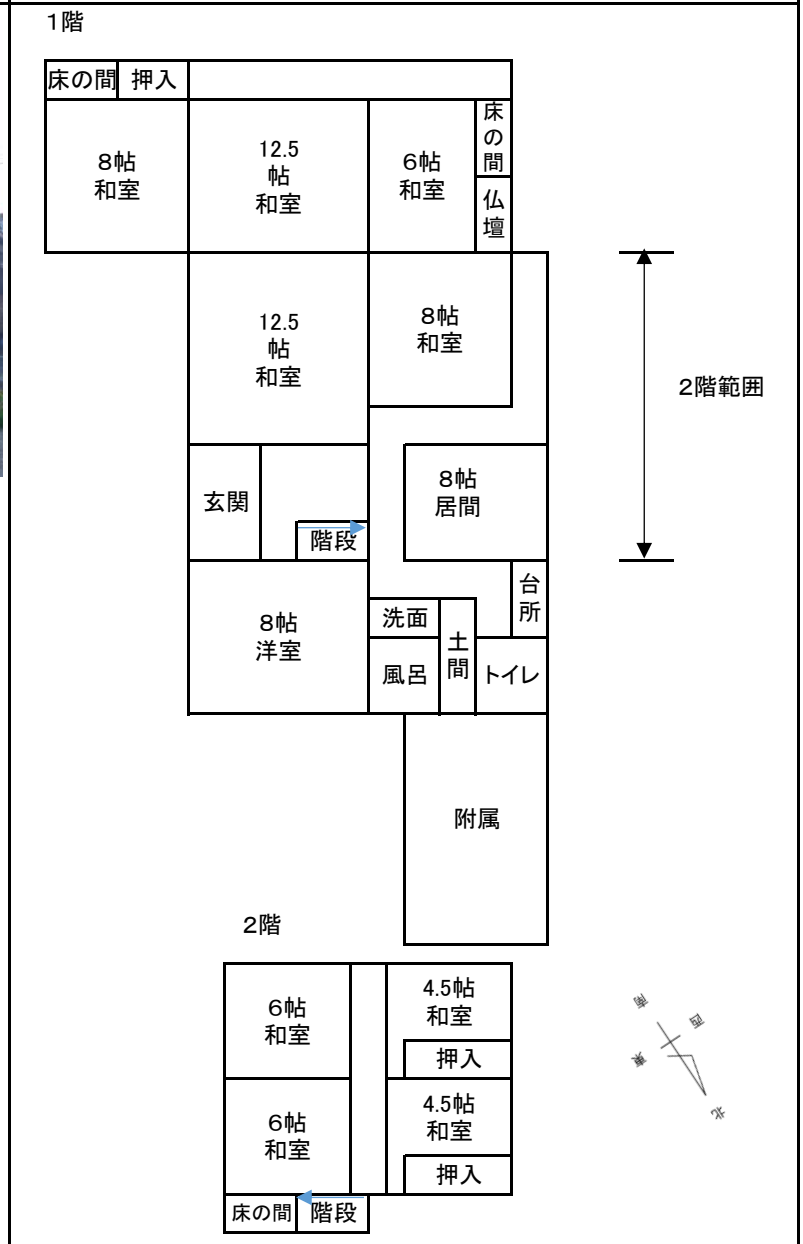 1階
床の間
押入
8帖
和室
12.5
帖
和室
6帖
和室
床の間
仏壇
12.5
帖
和室
8帖
和室
2階範囲
玄関
階段
8帖
居間
台所
8帖
洋室
洗面
風呂
土間
トイレ
附属
2階
6帖
和室
4.5帖
和室
押入
6帖
和室
4.5帖
和室
押入
床の間
階段
南
西
東
北